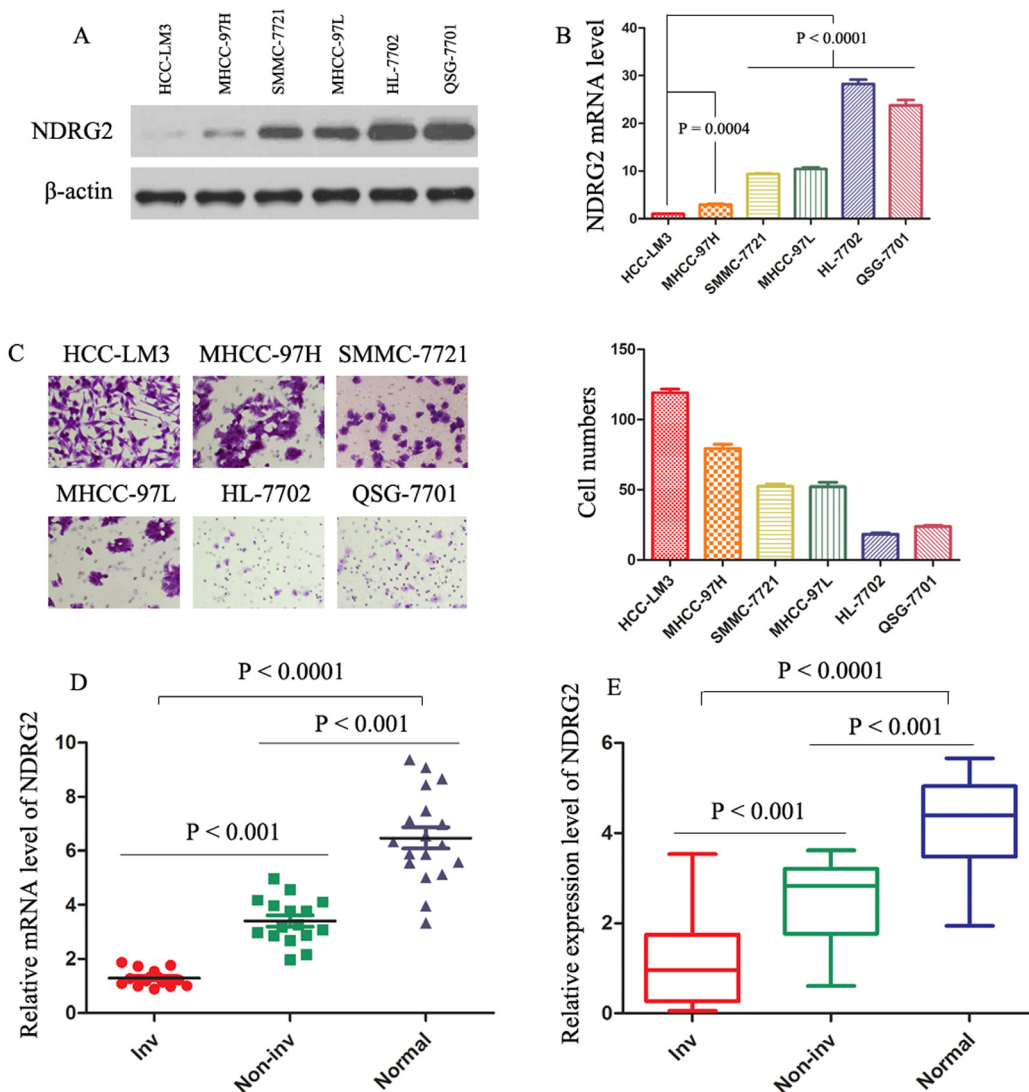 A
HCC-LM3
MHCC-97H
SMMC-7721
MHCC-97L
HL-7702
QSG-7701
NDRG2
β-actin
B
NDRG2 mRNA level
P < 0.0001
P = 0.0004
40
30
20
10
0
HCC-LM3
MHCC-97H
SMMC-7721
MHCC-97L
HL-7702
QSG-7701
C
HCC-LM3
MHCC-97H
SMMC-7721
MHCC-97L
HL-7702
QSG-7701
Cell numbers
150
100
50
0
HCC-LM3
MHCC-97H
SMMC-7721
MHCC-97L
HL-7702
QSG-7701
D
Relative mRNA level of NDRG2
P < 0.0001
P < 0.001
P < 0.001
10
8
6
4
2
0
Inv
Non-inv
Normal
E
Relative expression level of NDRG2
P < 0.0001
P < 0.001
P < 0.001
6
4
2
0
Inv
Non-inv
Normal